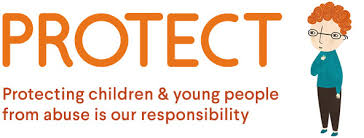 PROTECT
Protecting children & young people
from abuse is our responsibility